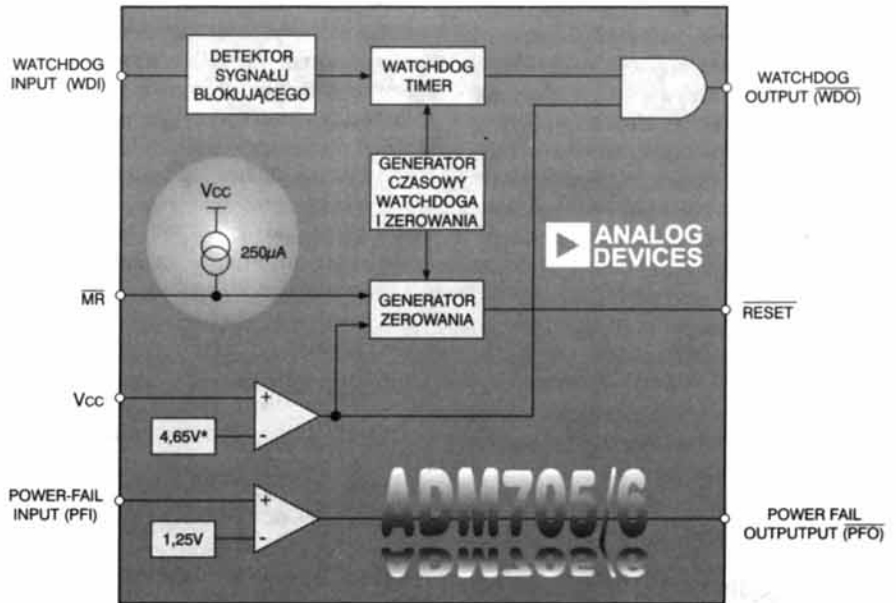 WATCHDOG
INPUT (WDI)
DETEKTOR
SYGNAŁU
BLOKUJĄCEGO
WATCHDOG
TIMER
WATCHDOG
OUTPUT (WDO)
GENERATOR
CZASOWY
WATCHDOGA
I ZEROWANIA
Vcc
250µA
ANALOG
DEVICES
MR
GENERATOR
ZEROWANIA
RESET
Vcc
+
-
4,65V*
POWER-FAIL
INPUT (PFI)
+
-
1,25V
ADM705/6
POWER FAIL
OUTPUTPUT (PFO)